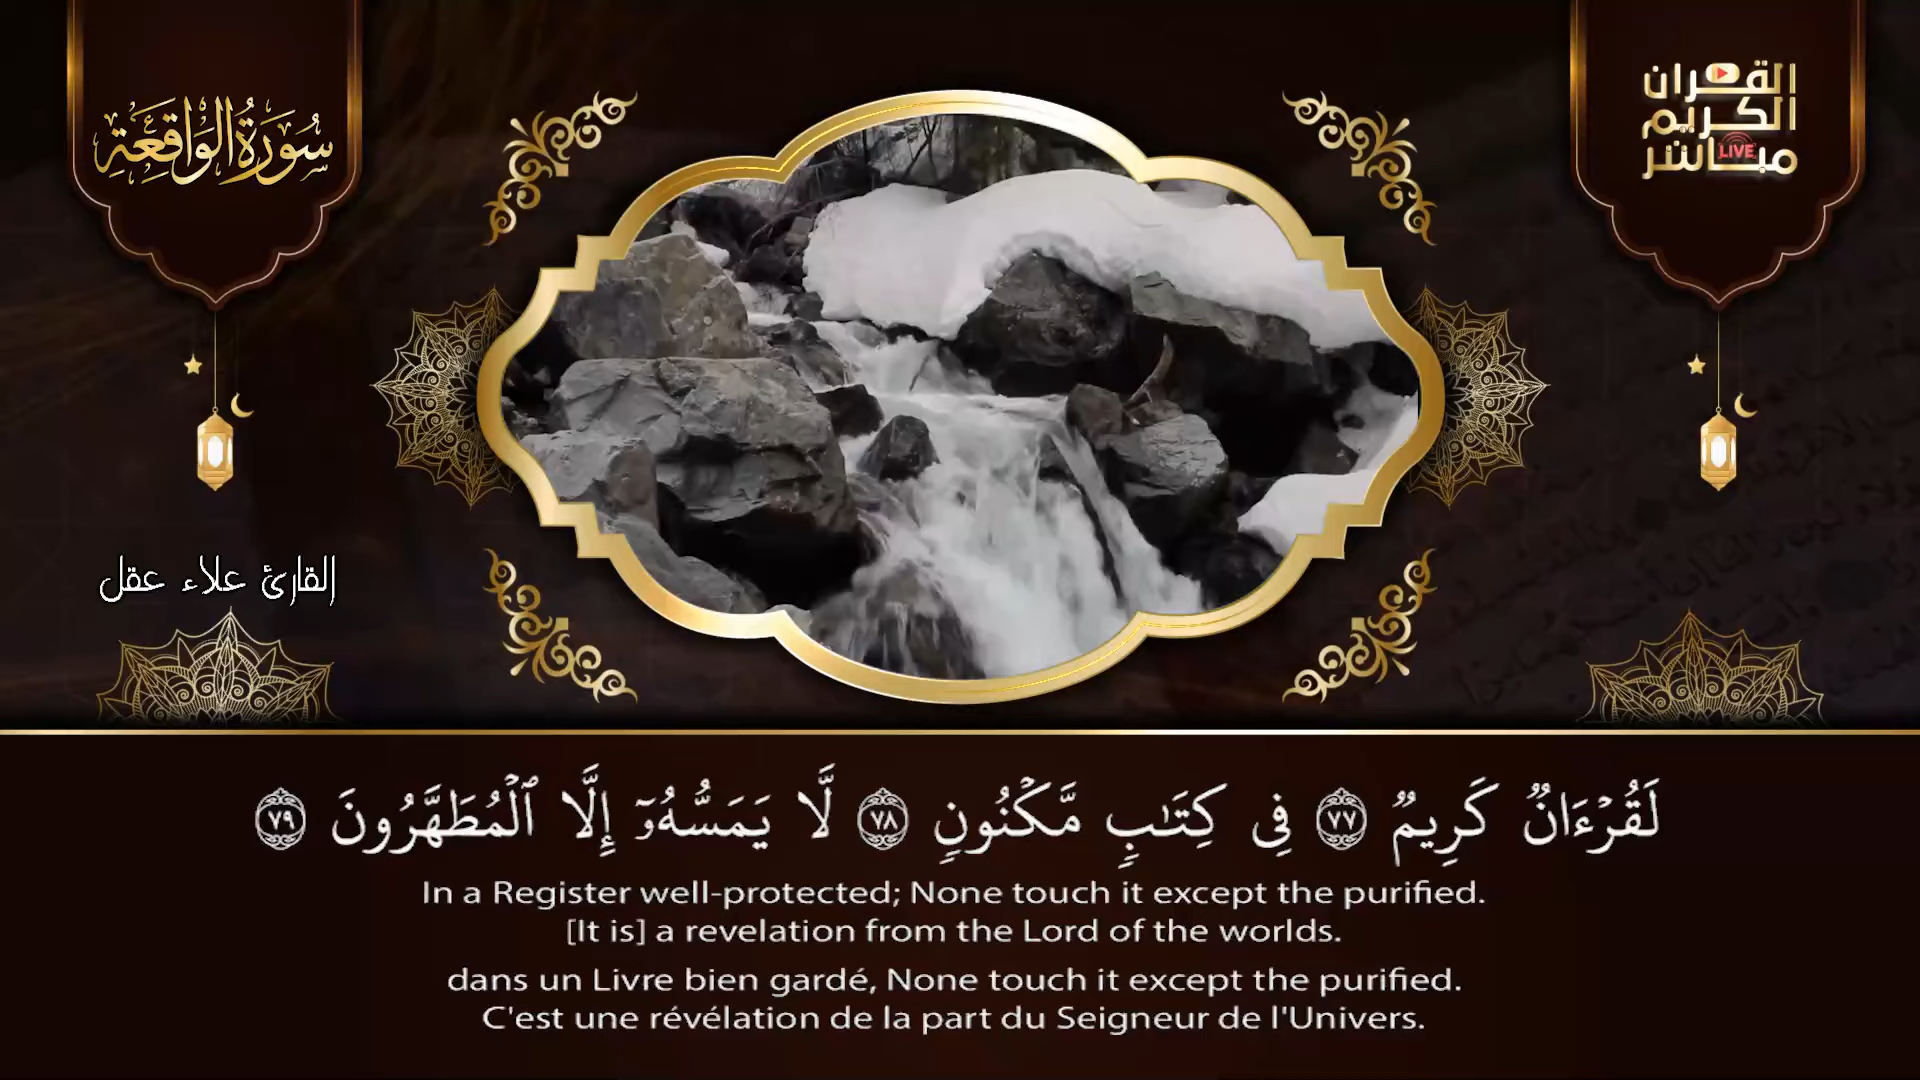 سُورَةُ الوَاقِعَةِ
القرآن
الكريم
مباشر
LIVE
القارئ علاء عقل
لَقُرْءَانٌ كَرِيمٌ ٧٧ فِى كِتَٰبٍ مَّكْنُونٍ ٧٨ لَّا يَمَسُّهُۥٓ إِلَّا ٱلْمُطَهَّرُونَ ٧٩
In a Register well-protected; None touch it except the purified.
[It is] a revelation from the Lord of the worlds.
dans un Livre bien gardé, None touch it except the purified.
C'est une révélation de la part du Seigneur de l'Univers.